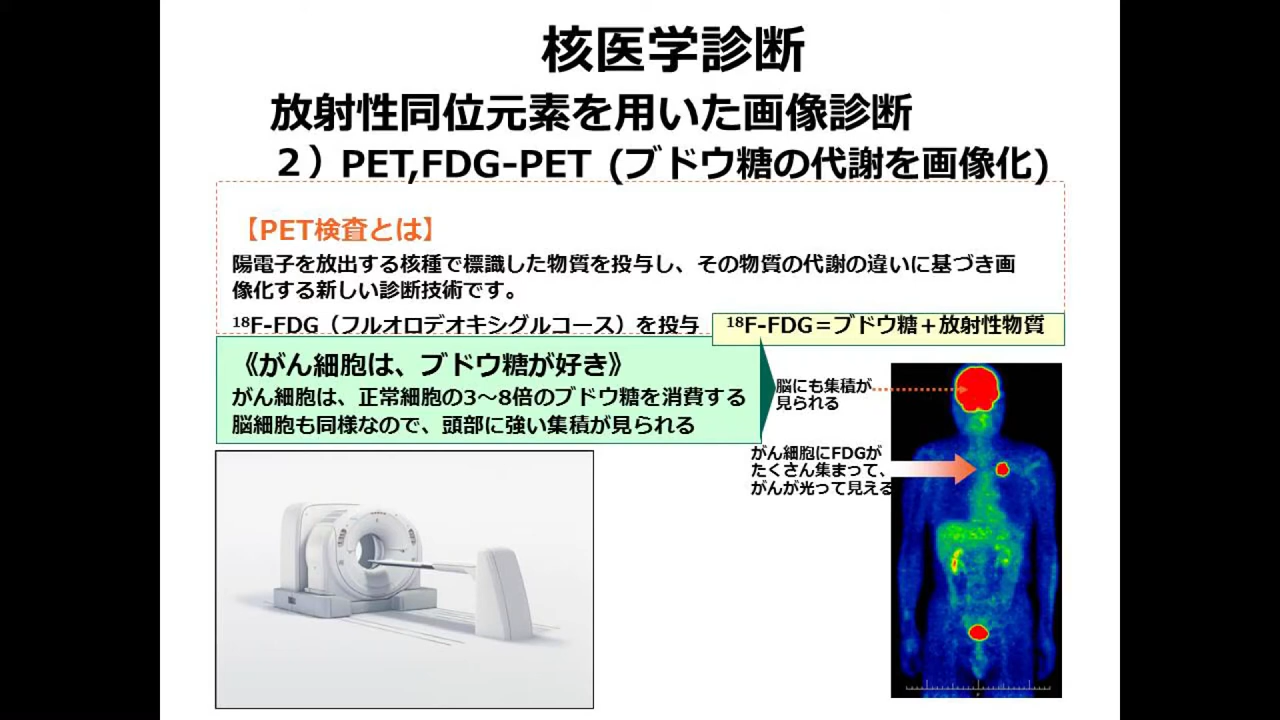 核医学診断
放射性同位元素を用いた画像診断
２）PET,FDG-PET (ブドウ糖の代謝を画像化)
【PET検査とは】
陽電子を放出する核種で標識した物質を投与し、その物質の代謝の違いに基づき画
像化する新しい診断技術です。
¹⁸F-FDG（フルオロデオキシグルコース）を投与
¹⁸F-FDG＝ブドウ糖＋放射性物質
《がん細胞は、ブドウ糖が好き》
がん細胞は、正常細胞の3～8倍のブドウ糖を消費する
脳細胞も同様なので、頭部に強い集積が見られる
脳にも集積が
見られる
がん細胞にFDGが
たくさん集まって、
がんが光って見える